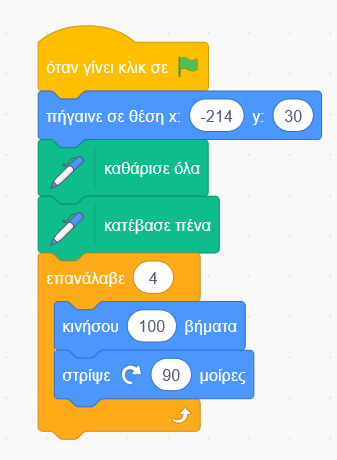 όταν γίνει κλικ σε
πήγαινε σε θέση x: -214 y: 30
καθάρισε όλα
κατέβασε πένα
επανάλαβε 4
κινήσου 100 βήματα
στρίψε 90 μοίρες